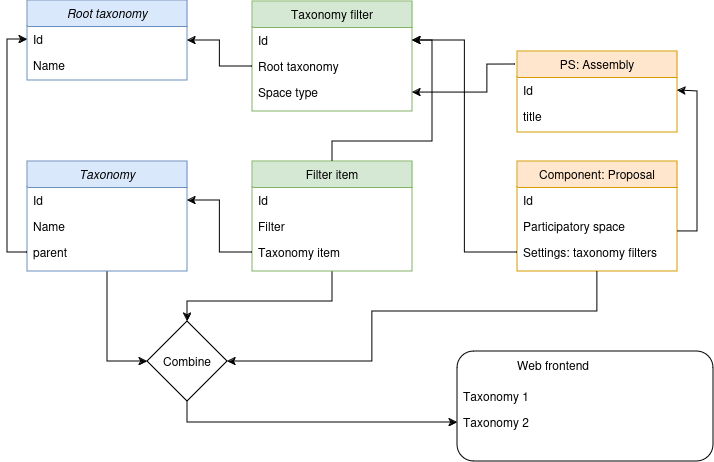 Root taxonomy
Id
Name
Taxonomy filter
Id
Root taxonomy
Space type
PS: Assembly
Id
title
Taxonomy
Id
Name
parent
Filter item
Id
Filter
Taxonomy item
Component: Proposal
Id
Participatory space
Settings: taxonomy filters
Combine
Web frontend
Taxonomy 1
Taxonomy 2